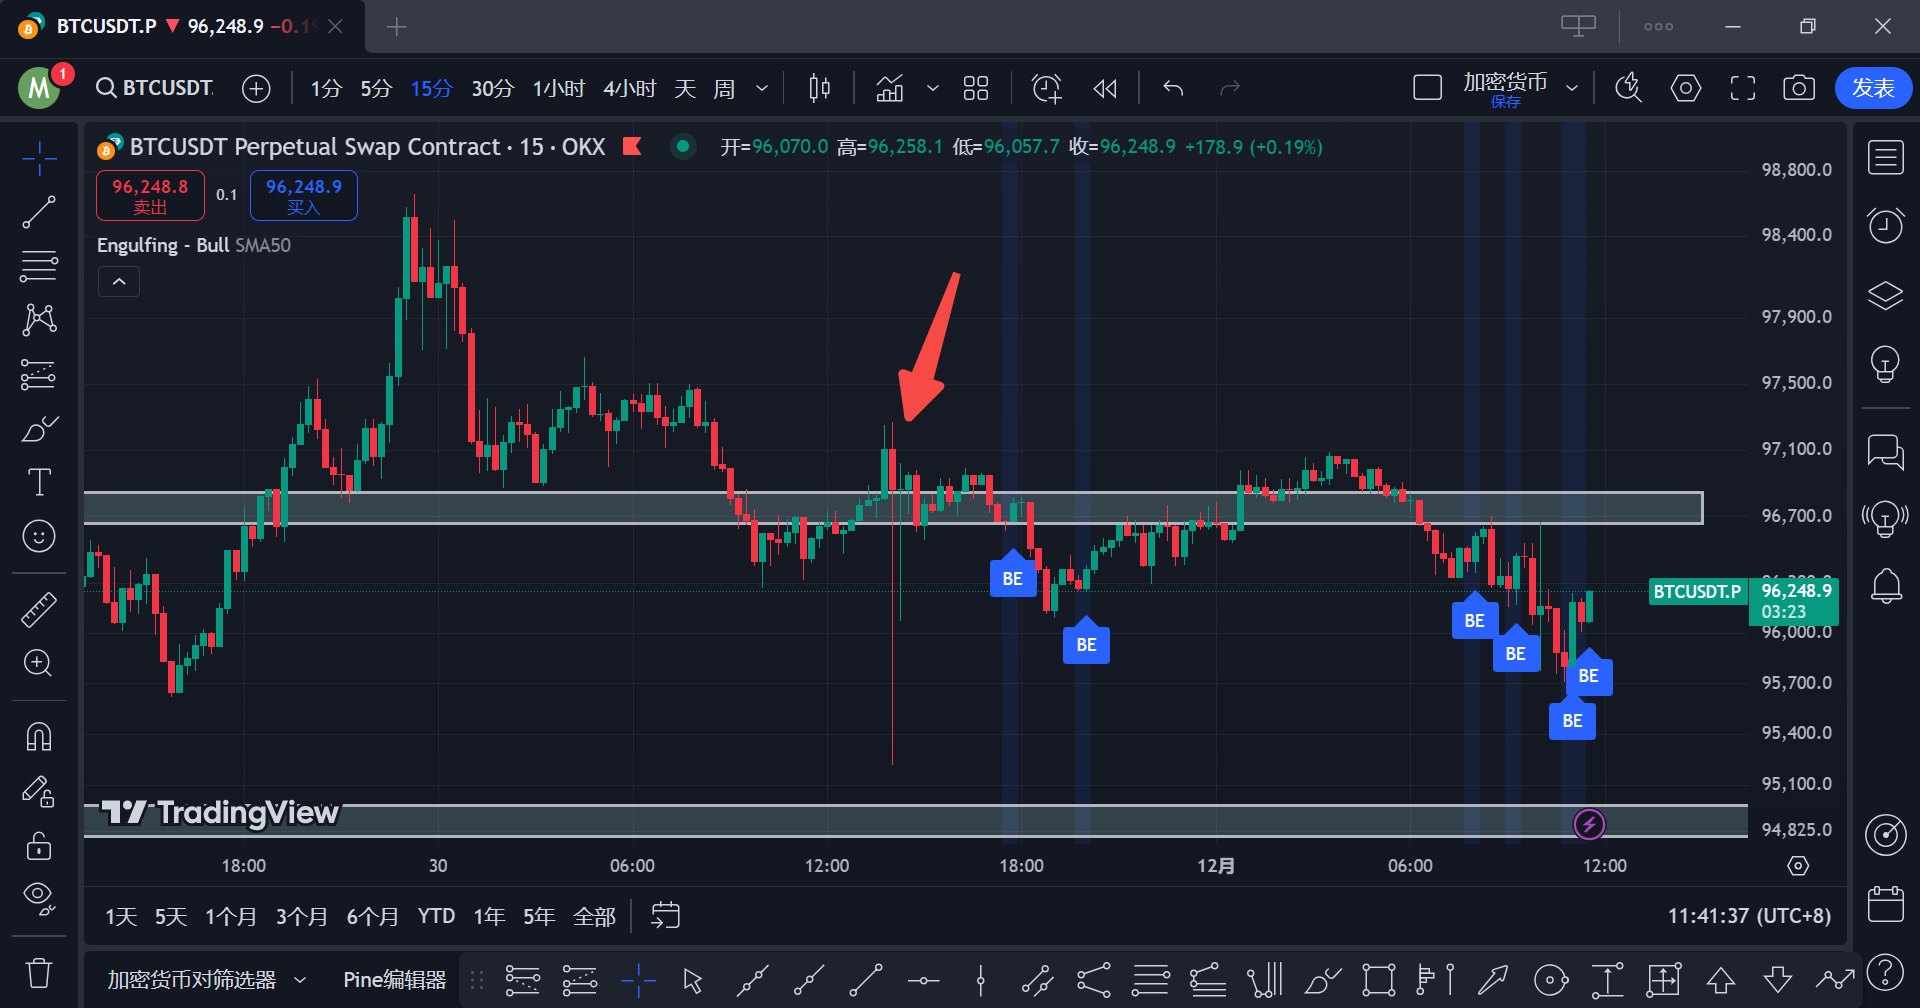 BTCUSDT.P ▼ 96,248.9 −0.19
M 1 BTCUSDT. 1分 5分 15分 30分 1小时 4小时 天 周 加密货币 保存 发表
BTCUSDT Perpetual Swap Contract · 15 · OKX 开=96,070.0 高=96,258.1 低=96,057.7 收=96,248.9 +178.9 (+0.19%)
96,248.8 卖出 0.1 96,248.9 买入
Engulfing - Bull SMA50
98,800.0
98,400.0
97,900.0
97,500.0
97,100.0
96,700.0
BTCUSDT.P 96,248.9
03:23
96,000.0
95,700.0
95,400.0
95,100.0
94,825.0
BE
BE
BE
BE
BE
BE
TradingView
18:00 30 06:00 12:00 18:00 12月 06:00 12:00
1天 5天 1个月 3个月 6个月 YTD 1年 5年 全部 11:41:37 (UTC+8)
加密货币对筛选器 Pine编辑器